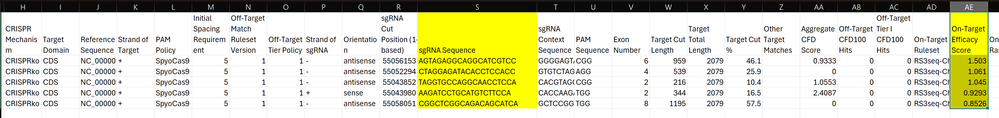 H I J K L M N O P Q R S T U V W X Y Z AA AB AC AD AE
CRISPR Mechanism Target Domain Reference Sequence Strand of Target PAM Policy Initial Spacing Requirement Off-Target Match Ruleset Version Off-Target Tier Policy Strand of sgRNA Orientation sgRNA Cut Position (1-based) sgRNA Sequence sgRNA Context Sequence PAM Sequence Exon Number Target Cut Length Target Total Length Target Cut % Other Target Matches Aggregate CFD Score Off-Target CFD100 Hits Off-Target Tier I CFD100 Hits On-Target Ruleset On-Target Efficacy Score On Ra
CRISPRko CDS NC_00000 + SpyoCas9 5 1 1 - antisense 55056153 AGTAGAGGCAGGCATCGTCC GGGGAGTA CGG 6 959 2079 46.1 0.9333 0 0 RS3seq-Ch 1.503
CRISPRko CDS NC_00000 + SpyoCas9 5 1 1 - antisense 55052294 CTAGGAGATACACCTCCACC GTGTCTAG AGG 4 539 2079 25.9 0 0 0 RS3seq-Ch 1.061
CRISPRko CDS NC_00000 + SpyoCas9 5 1 1 - antisense 55043852 TAGGTGCCAGGCAACCTCCA CACGTAGG CGG 2 216 2079 10.4 1.0553 0 0 RS3seq-Ch 1.045
CRISPRko CDS NC_00000 + SpyoCas9 5 1 1 + sense 55043980 AAGATCCTGCATGTCTTCCA CACCAAGA TGG 2 344 2079 16.5 2.4087 0 0 RS3seq-Ch 0.9293
CRISPRko CDS NC_00000 + SpyoCas9 5 1 1 - antisense 55058051 CGGCTCGGCAGACAGCATCA GCTCCGG TGG 8 1195 2079 57.5 0 0 0 RS3seq-Ch 0.8526